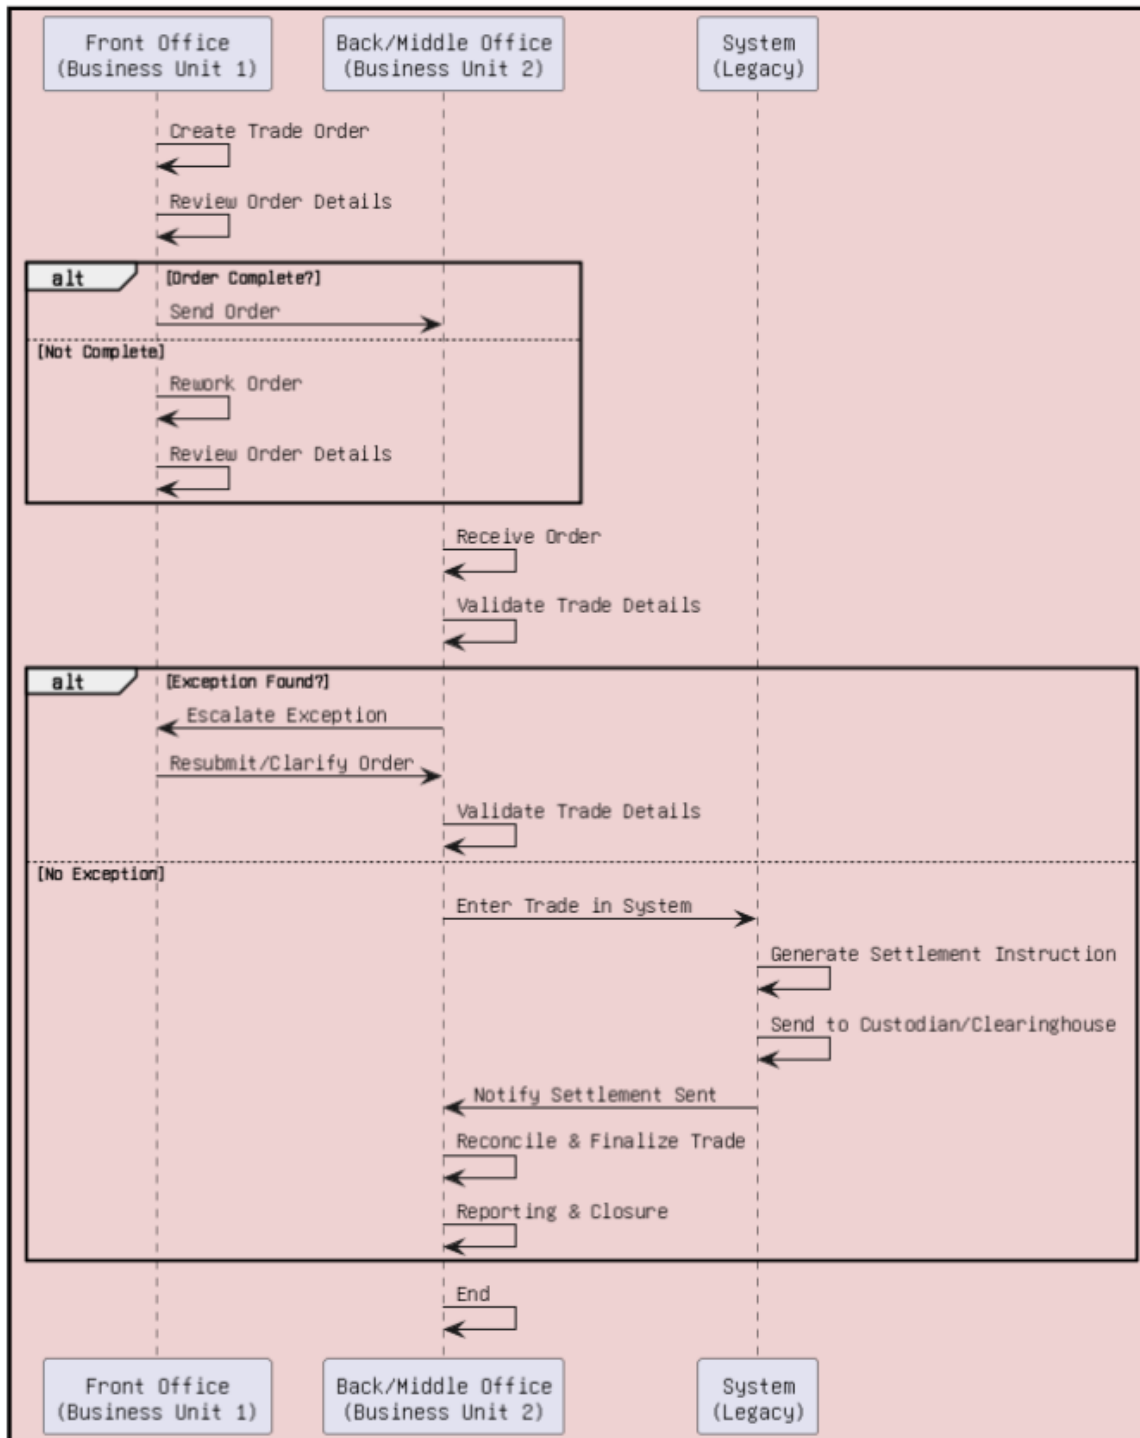 Front Office
(Business Unit 1)
Back/Middle Office
(Business Unit 2)
System
(Legacy)
Create Trade Order
Review Order Details
alt
[Order Complete?]
Send Order
[Not Complete]
Rework Order
Review Order Details
Receive Order
Validate Trade Details
alt
[Exception Found?]
Escalate Exception
Resubmit/Clarify Order
Validate Trade Details
[No Exception]
Enter Trade in System
Generate Settlement Instruction
Send to Custodian/Clearinghouse
Notify Settlement Sent
Reconcile & Finalize Trade
Reporting & Closure
End
Front Office
(Business Unit 1)
Back/Middle Office
(Business Unit 2)
System
(Legacy)